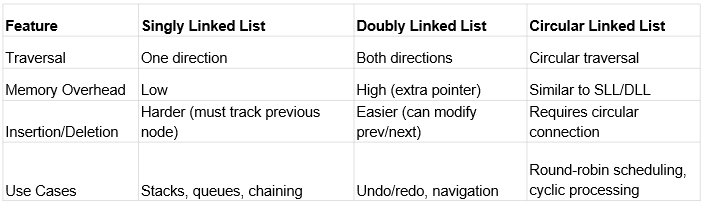 Feature Singly Linked List Doubly Linked List Circular Linked List
Traversal One direction Both directions Circular traversal
Memory Overhead Low High (extra pointer) Similar to SLL/DLL
Insertion/Deletion Harder (must track previous node) Easier (can modify prev/next) Requires circular connection
Use Cases Stacks, queues, chaining Undo/redo, navigation Round-robin scheduling, cyclic processing